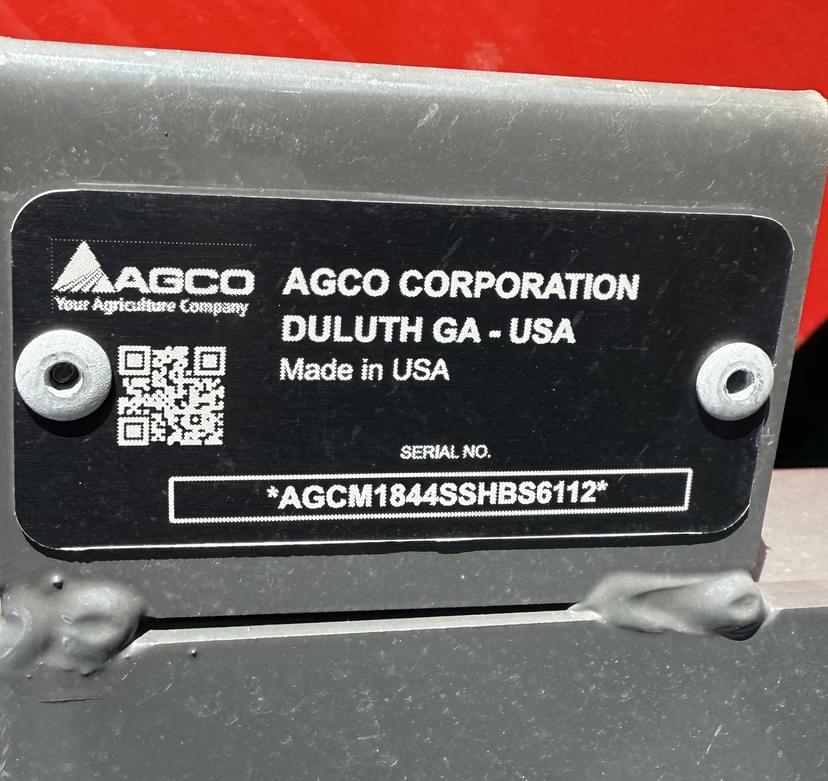 AGCO
Your Agriculture Company
AGCO CORPORATION
DULUTH GA - USA
Made in USA
SERIAL NO.
*AGCM1844SSHBS6112*